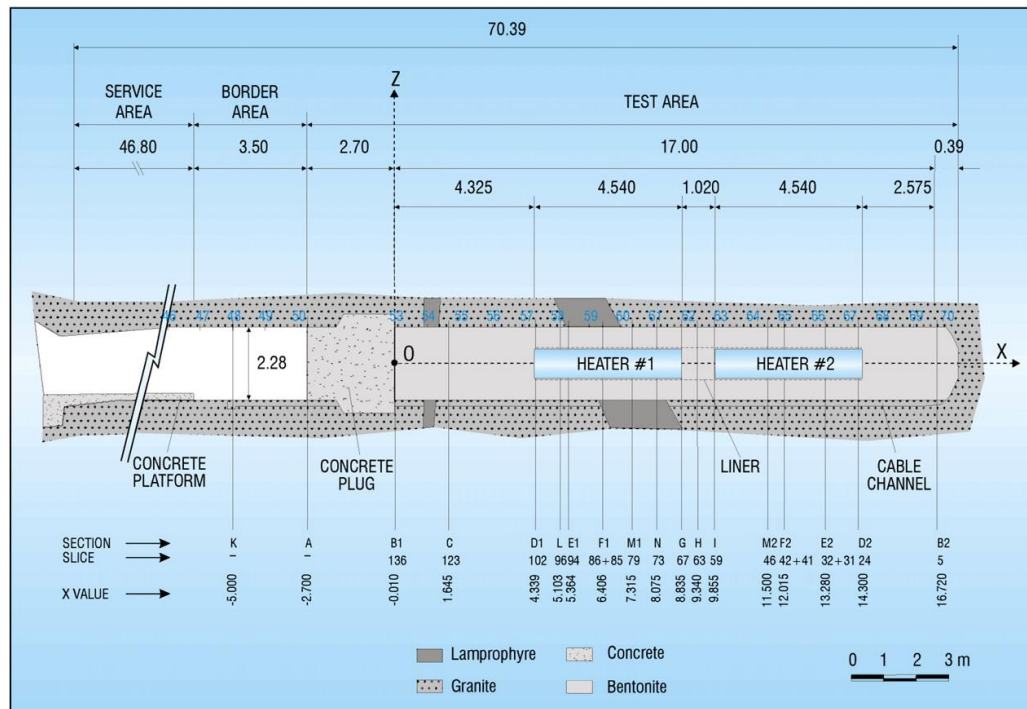 70.39
Z
SERVICE AREA
BORDER AREA
TEST AREA
46.80 3.50 2.70 17.00 0.39
4.325 4.540 1.020 4.540 2.575
46 47 48 49 50 53 54 55 57 58 59 60 61 62 63 64 65 66 67 68 69 70
2.28
O
HEATER #1
HEATER #2
X
CONCRETE PLATFORM
CONCRETE PLUG
LINER
CABLE CHANNEL
SECTION K A B1 C D1 L E1 F1 M1 N G H I M2 F2 E2 D2 B2
SLICE – – 136 123 102 96 94 86+85 79 73 67 63 59 46 42+41 32+31 24 5
X VALUE -5.000 -2.700 -0.010 1.645 4.339 5.103 5.364 6.406 7.315 8.075 8.835 9.340 9.855 11.500 12.015 13.280 14.300 16.720
Lamprophyre
Concrete
Granite
Bentonite
0 1 2 3 m